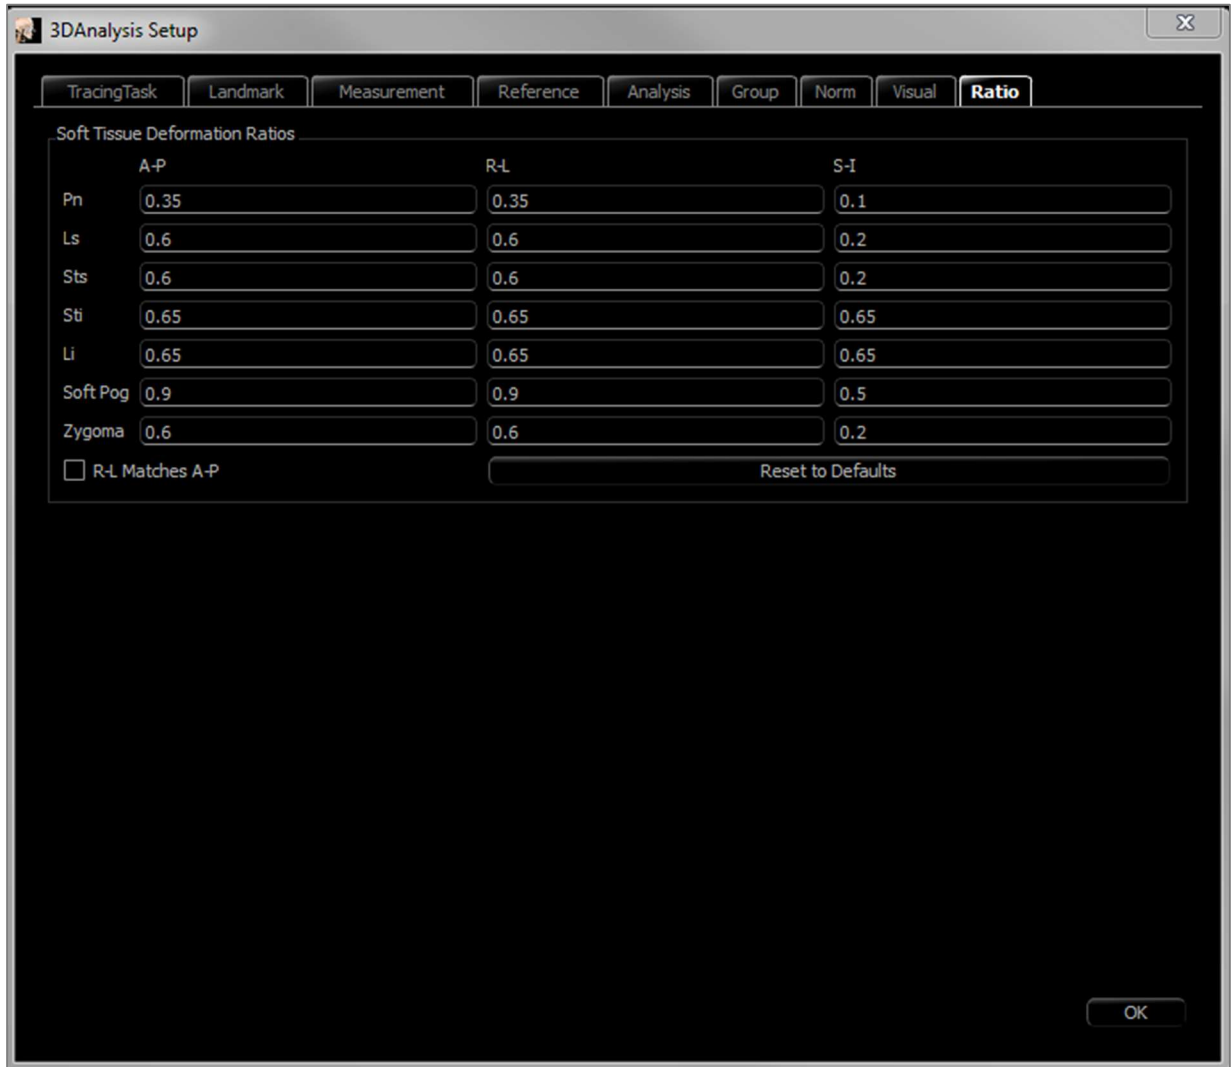 3DAnalysis Setup
TracingTask Landmark Measurement Reference Analysis Group Norm Visual Ratio
Soft Tissue Deformation Ratios
A-P R-L S-I
Pn 0.35 0.35 0.1
Ls 0.6 0.6 0.2
Sts 0.6 0.6 0.2
Sti 0.65 0.65 0.65
Li 0.65 0.65 0.65
Soft Pog 0.9 0.9 0.5
Zygoma 0.6 0.6 0.2
R-L Matches A-P Reset to Defaults
OK